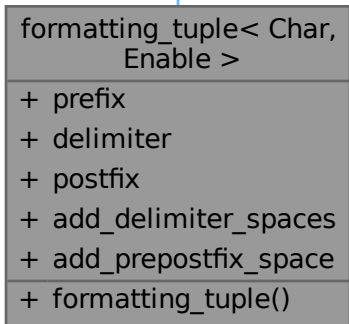 formatting_tuple< Char,
Enable >
+ prefix
+ delimiter
+ postfix
+ add_delimiter_spaces
+ add_prepostfix_space
+ formatting_tuple()